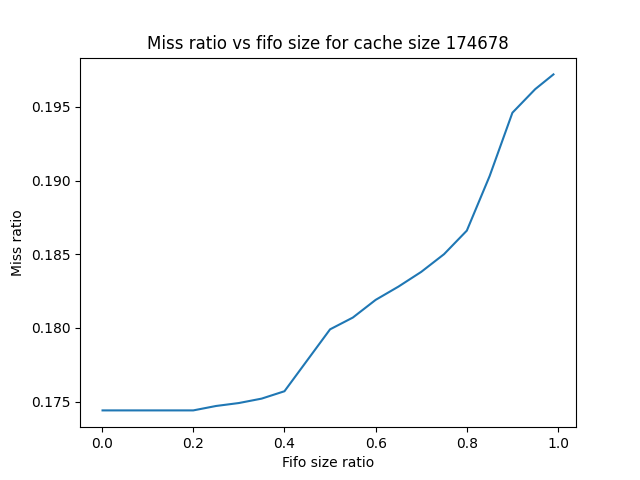 Miss ratio vs fifo size for cache size 174678
0.195
0.190
0.185
0.180
0.175
Miss ratio
0.0 0.2 0.4 0.6 0.8 1.0
Fifo size ratio